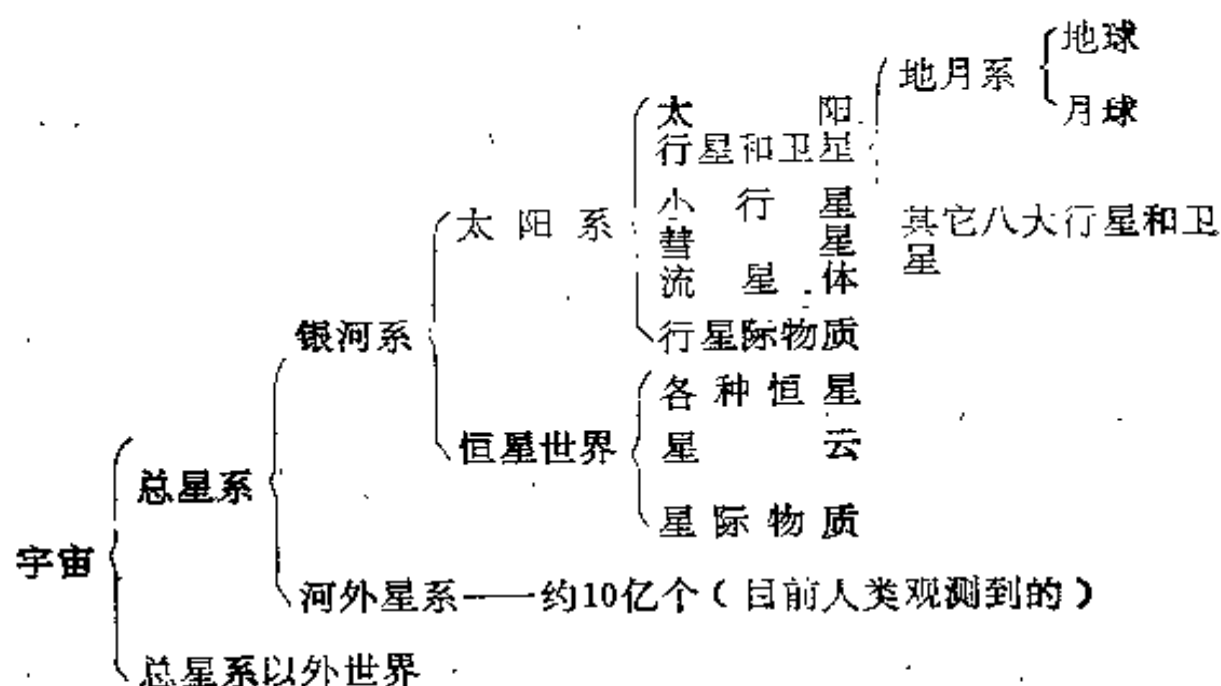 地球
地月系
月球
太阳
行星和卫星
小行星
其它八大行星和卫
星
太阳系
彗星
流星体
银河系
行星际物质
各种恒星
恒星世界
星云
总星系
星际物质
宇宙
河外星系——约10亿个（目前人类观测到的）
总星系以外世界